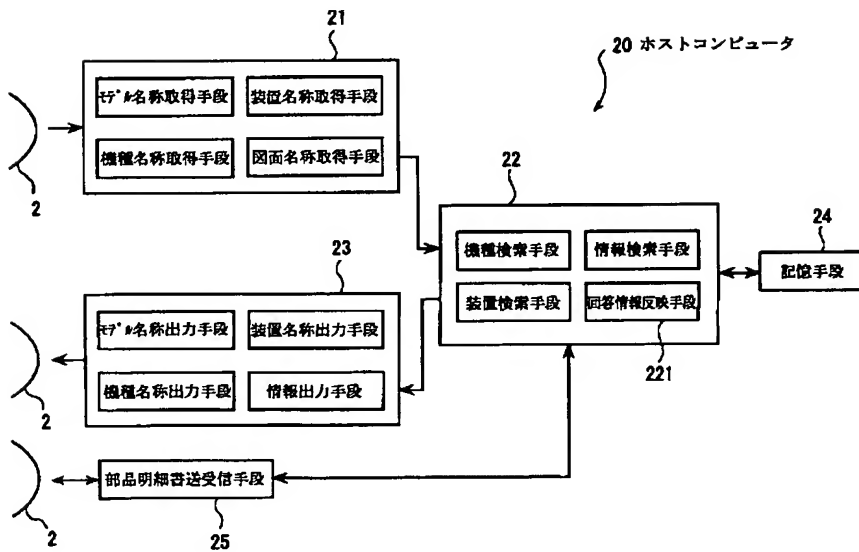 21
20 ホストコンピュータ
モデル名称取得手段 装置名称取得手段
機種名称取得手段 図面名称取得手段
2
22
機種検索手段 情報検索手段
装置検索手段 回答情報反映手段
221
24
記憶手段
23
モデル名称出力手段 装置名称出力手段
機種名称出力手段 情報出力手段
2
部品明細書送受信手段
25
2